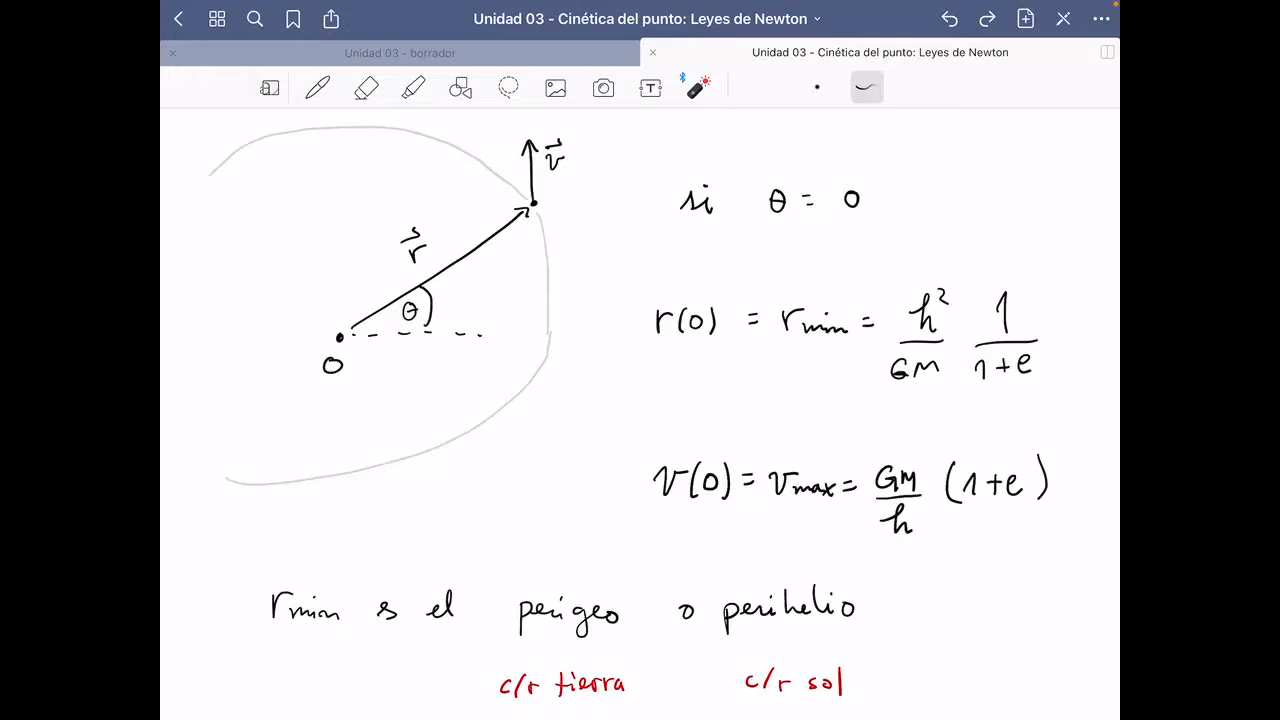 Unidad 03 - Cinética del punto: Leyes de Newton
Unidad 03 - borrador
Unidad 03 - Cinética del punto: Leyes de Newton
T
v⃗
si θ = 0
r⃗
θ
O
r(0) = rmin = h²/GM 1/1+e
v(0) = vmax = GM/h (1+e)
rmin es el perigeo o perihelio
c/r tierra c/r sol